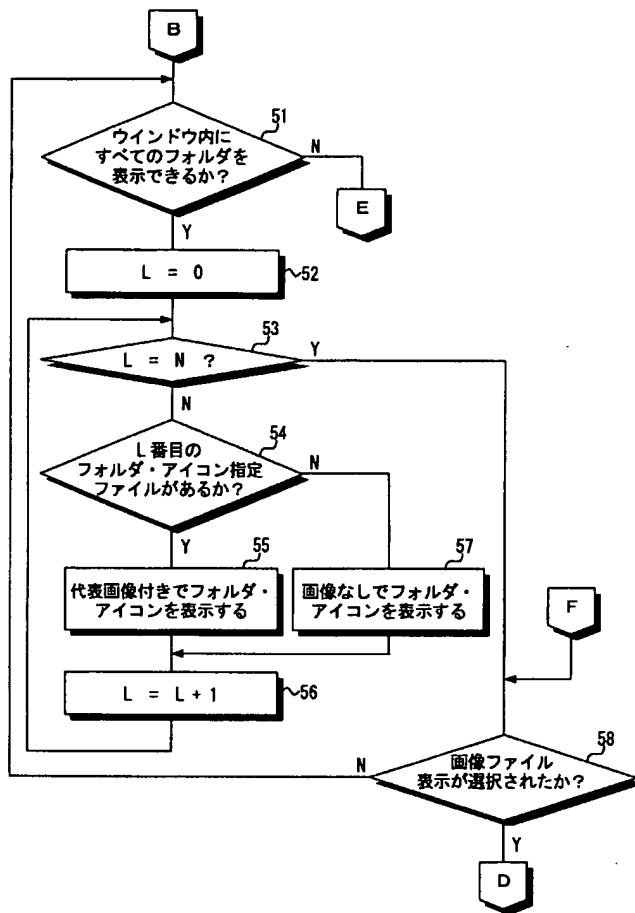 B
51
ウインドウ内に
すべてのフォルダを
表示できるか？
N
E
Y
L = 0
52
53
L = N ?
Y
N
54
L番目の
フォルダ・アイコン指定
ファイルがあるか？
N
Y
55
代表画像付きでフォルダ・
アイコンを表示する
57
画像なしでフォルダ・
アイコンを表示する
F
L = L + 1
56
58
画像ファイル
表示が選択されたか？
N
Y
D